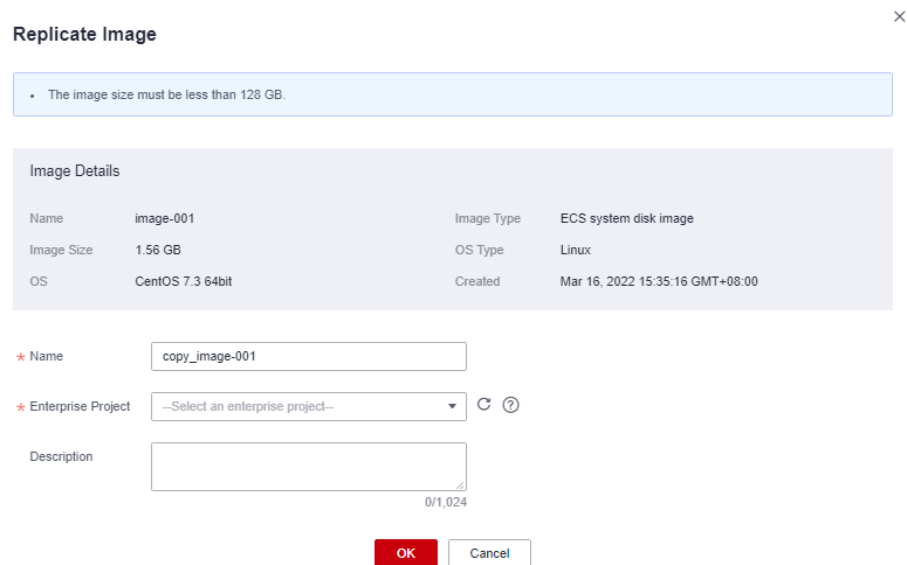 Replicate Image
• The image size must be less than 128 GB.
Image Details
Name image-001 Image Type ECS system disk image
Image Size 1.56 GB OS Type Linux
OS CentOS 7.3 64bit Created Mar 16, 2022 15:35:16 GMT+08:00
* Name copy_image-001
* Enterprise Project --Select an enterprise project--
Description
0/1,024
OK Cancel